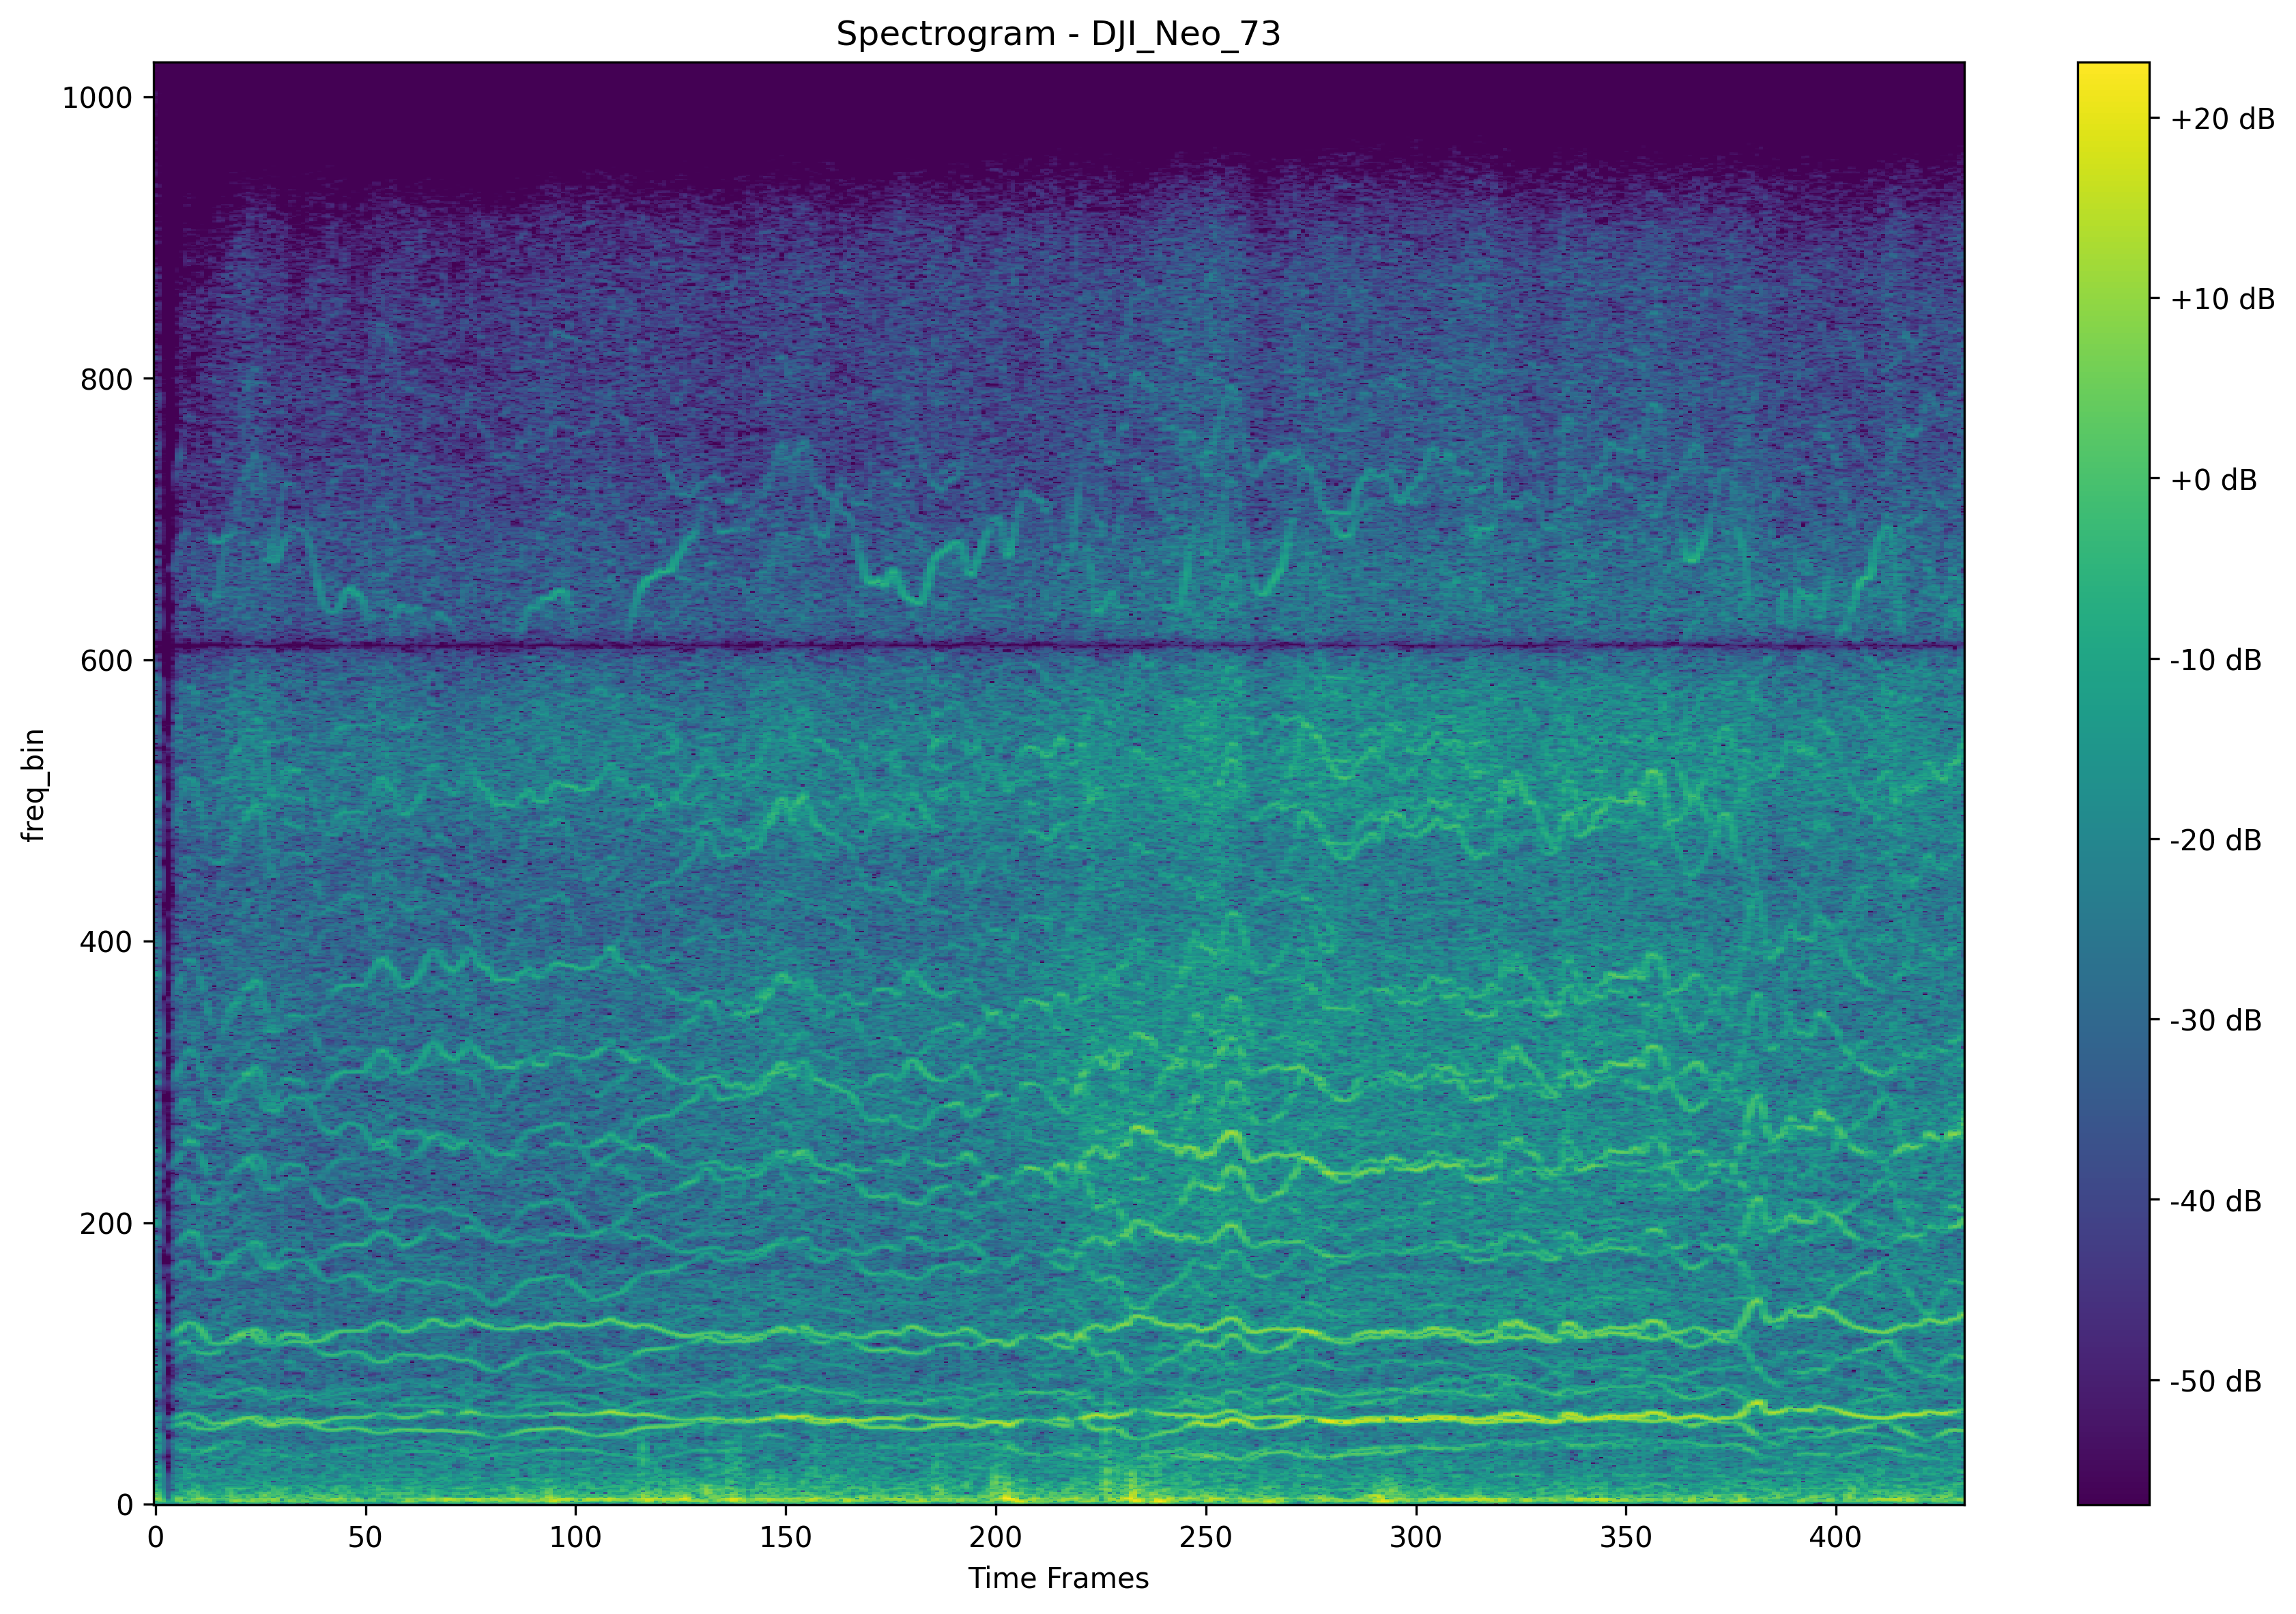 Spectrogram - DJI_Neo_73
1000
800
600
400
200
0
freq_bin
0 50 100 150 200 250 300 350 400
Time Frames
+20 dB
+10 dB
+0 dB
-10 dB
-20 dB
-30 dB
-40 dB
-50 dB